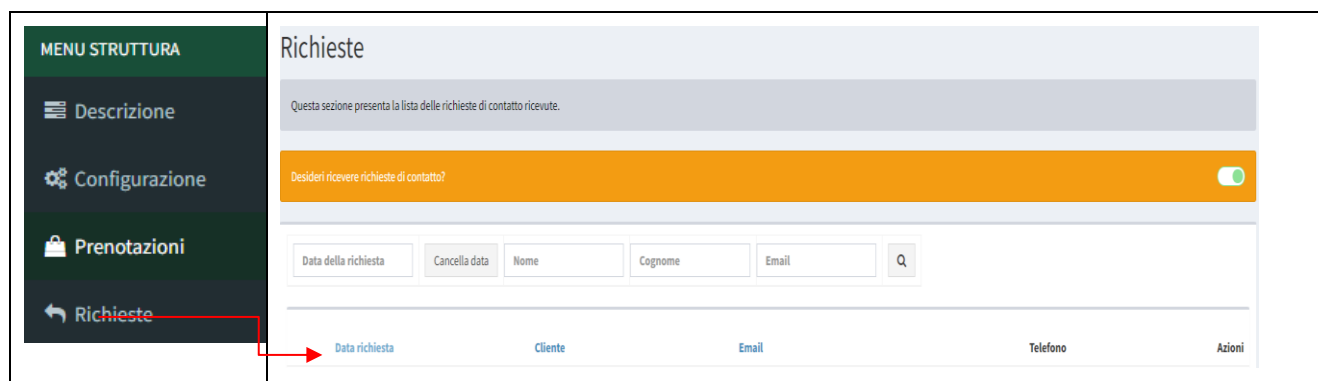 MENU STRUTTURA
Descrizione
Configurazione
Prenotazioni
Richieste
Richieste
Questa sezione presenta la lista delle richieste di contatto ricevute.
Desideri ricevere richieste di contatto?
Data della richiesta Cancella data Nome Cognome Email
Data richiesta Cliente Email Telefono Azioni